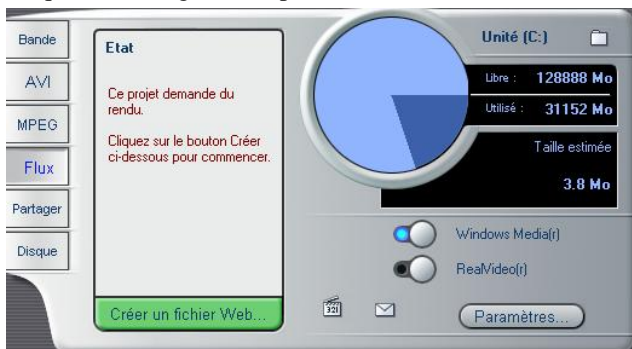 Bande
AVI
MPEG
Flux
Partager
Disque
Etat
Ce projet demande du
rendu.
Cliquez sur le bouton Créer
ci-dessous pour commencer.
Créer un fichier Web...
Unité (C:)
Libre : 128888 Mo
Utilisé : 31152 Mo
Taille estimée
3.8 Mo
Windows Media(r)
RealVideo(r)
321
Paramètres...